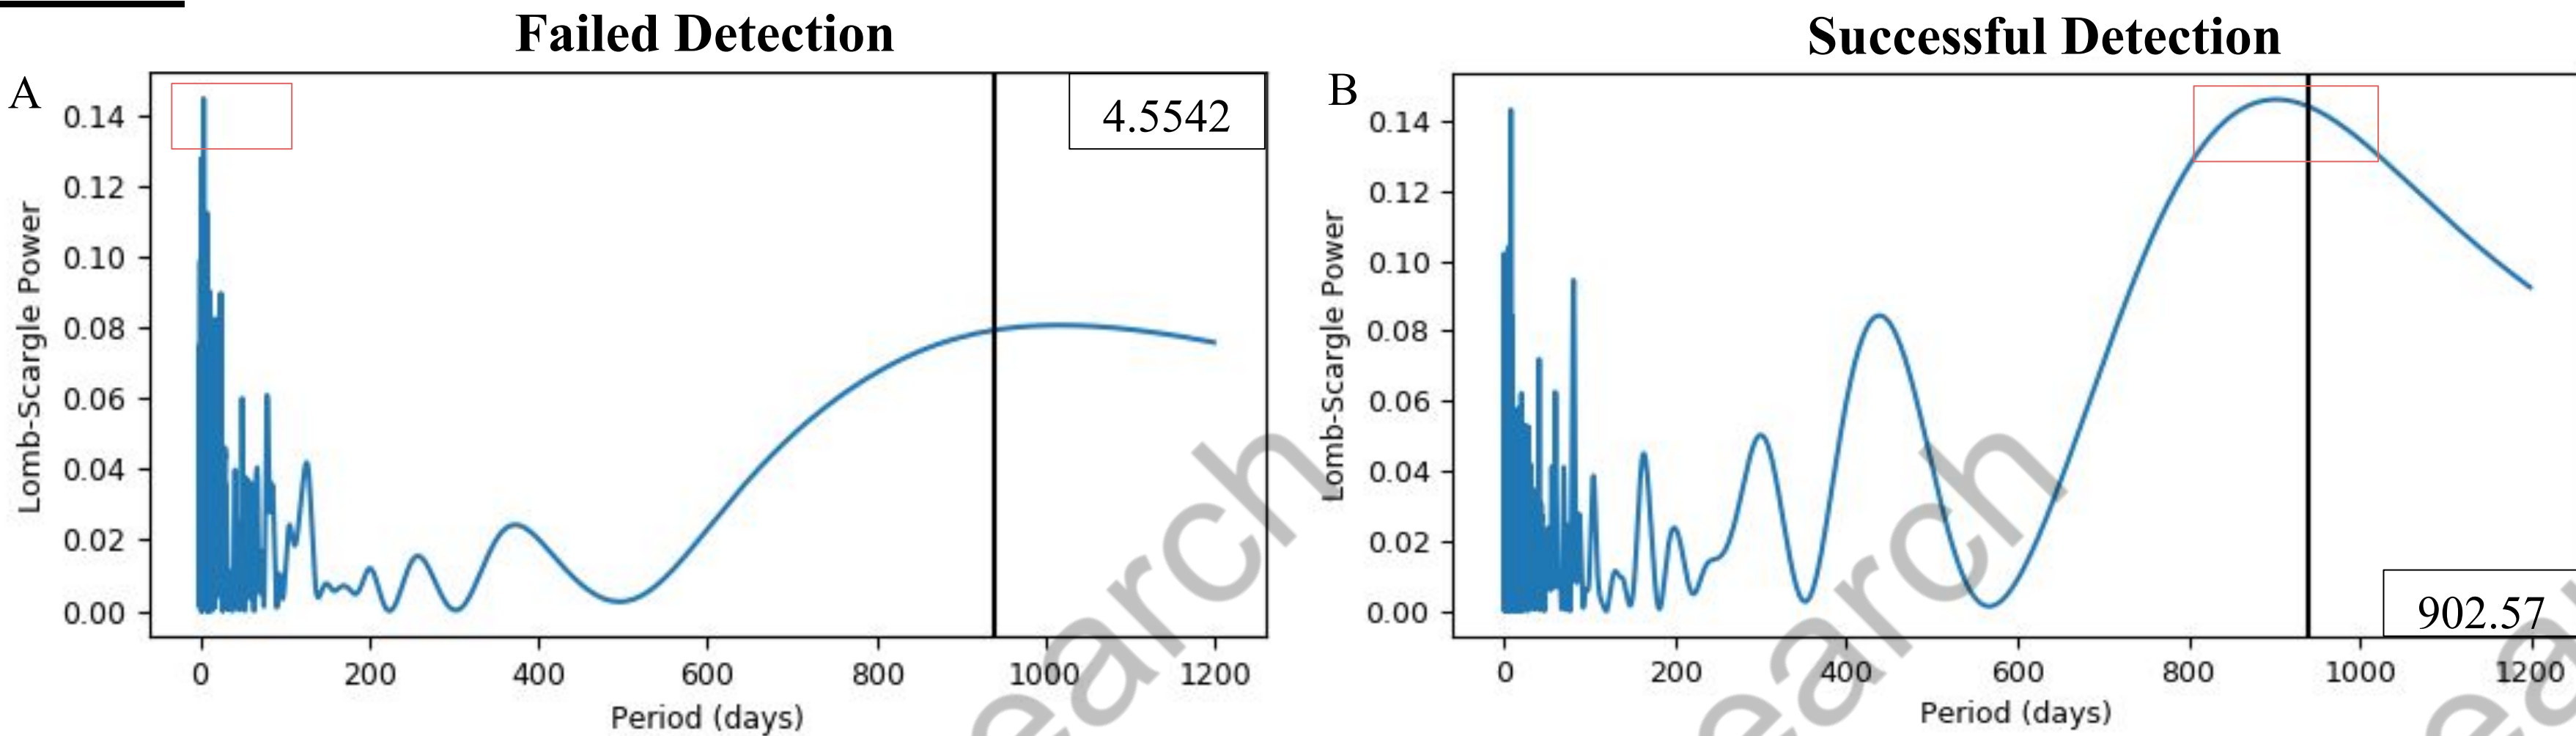 Failed Detection
A
4.5542
0.14
0.12
0.10
0.08
0.06
0.04
0.02
0.00
Lomb-Scargle Power
0 200 400 600 800 1000 1200
Period (days)
Successful Detection
B
902.57
0.14
0.12
0.10
0.08
0.06
0.04
0.02
0.00
Lomb-Scargle Power
0 200 400 600 800 1000 1200
Period (days)
earch
earch
ea